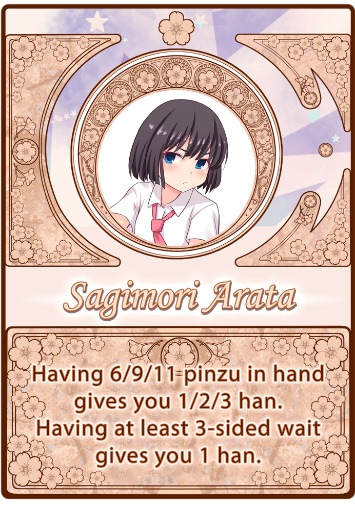 Sagimori Arata
Having 6/9/11 pinzu in hand
gives you 1/2/3 han.
Having at least 3-sided wait
gives you 1 han.